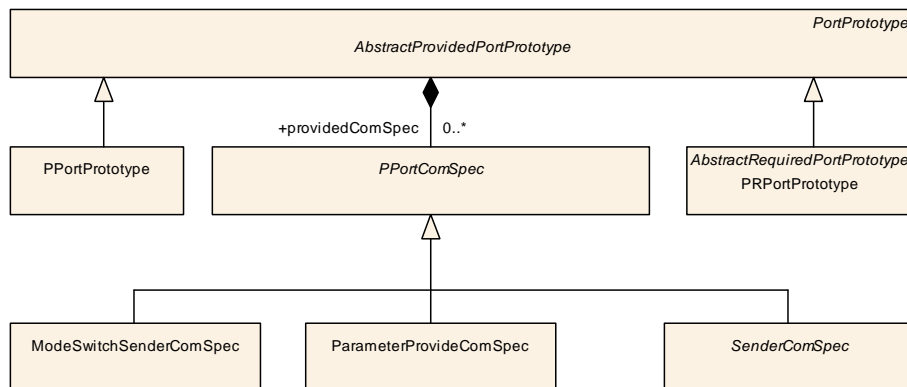 PortPrototype
AbstractProvidedPortPrototype
+providedComSpec 0..*
PPortPrototype
PPortComSpec
AbstractRequiredPortPrototype
PRPortPrototype
ModeSwitchSenderComSpec
ParameterProvideComSpec
SenderComSpec